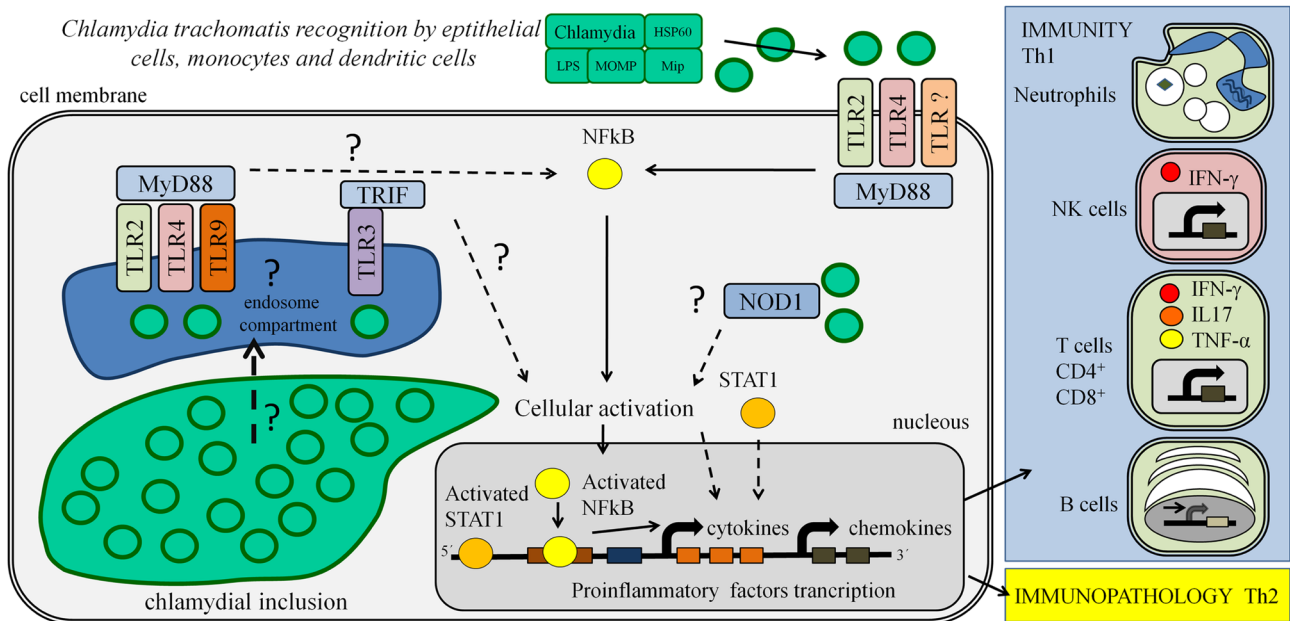 Chlamydia trachomatis recognition by eptithelial
cells, monocytes and dendritic cells
Chlamydia
HSP60
LPS
MOMP
Mip
cell membrane
TLR2
TLR4
TLR ?
MyD88
NFkB
?
MyD88
TRIF
TLR2
TLR4
TLR9
TLR3
?
?
endosome
compartment
?
NOD1
?
STAT1
Cellular activation
nucleous
Activated
STAT1
Activated
NFkB
cytokines
chemokines
5´
3´
Proinflammatory factors trancription
chlamydial inclusion
IMMUNITY
Th1
Neutrophils
IFN-γ
NK cells
IFN-γ
IL17
TNF-α
T cells
CD4⁺
CD8⁺
B cells
IMMUNOPATHOLOGY Th2